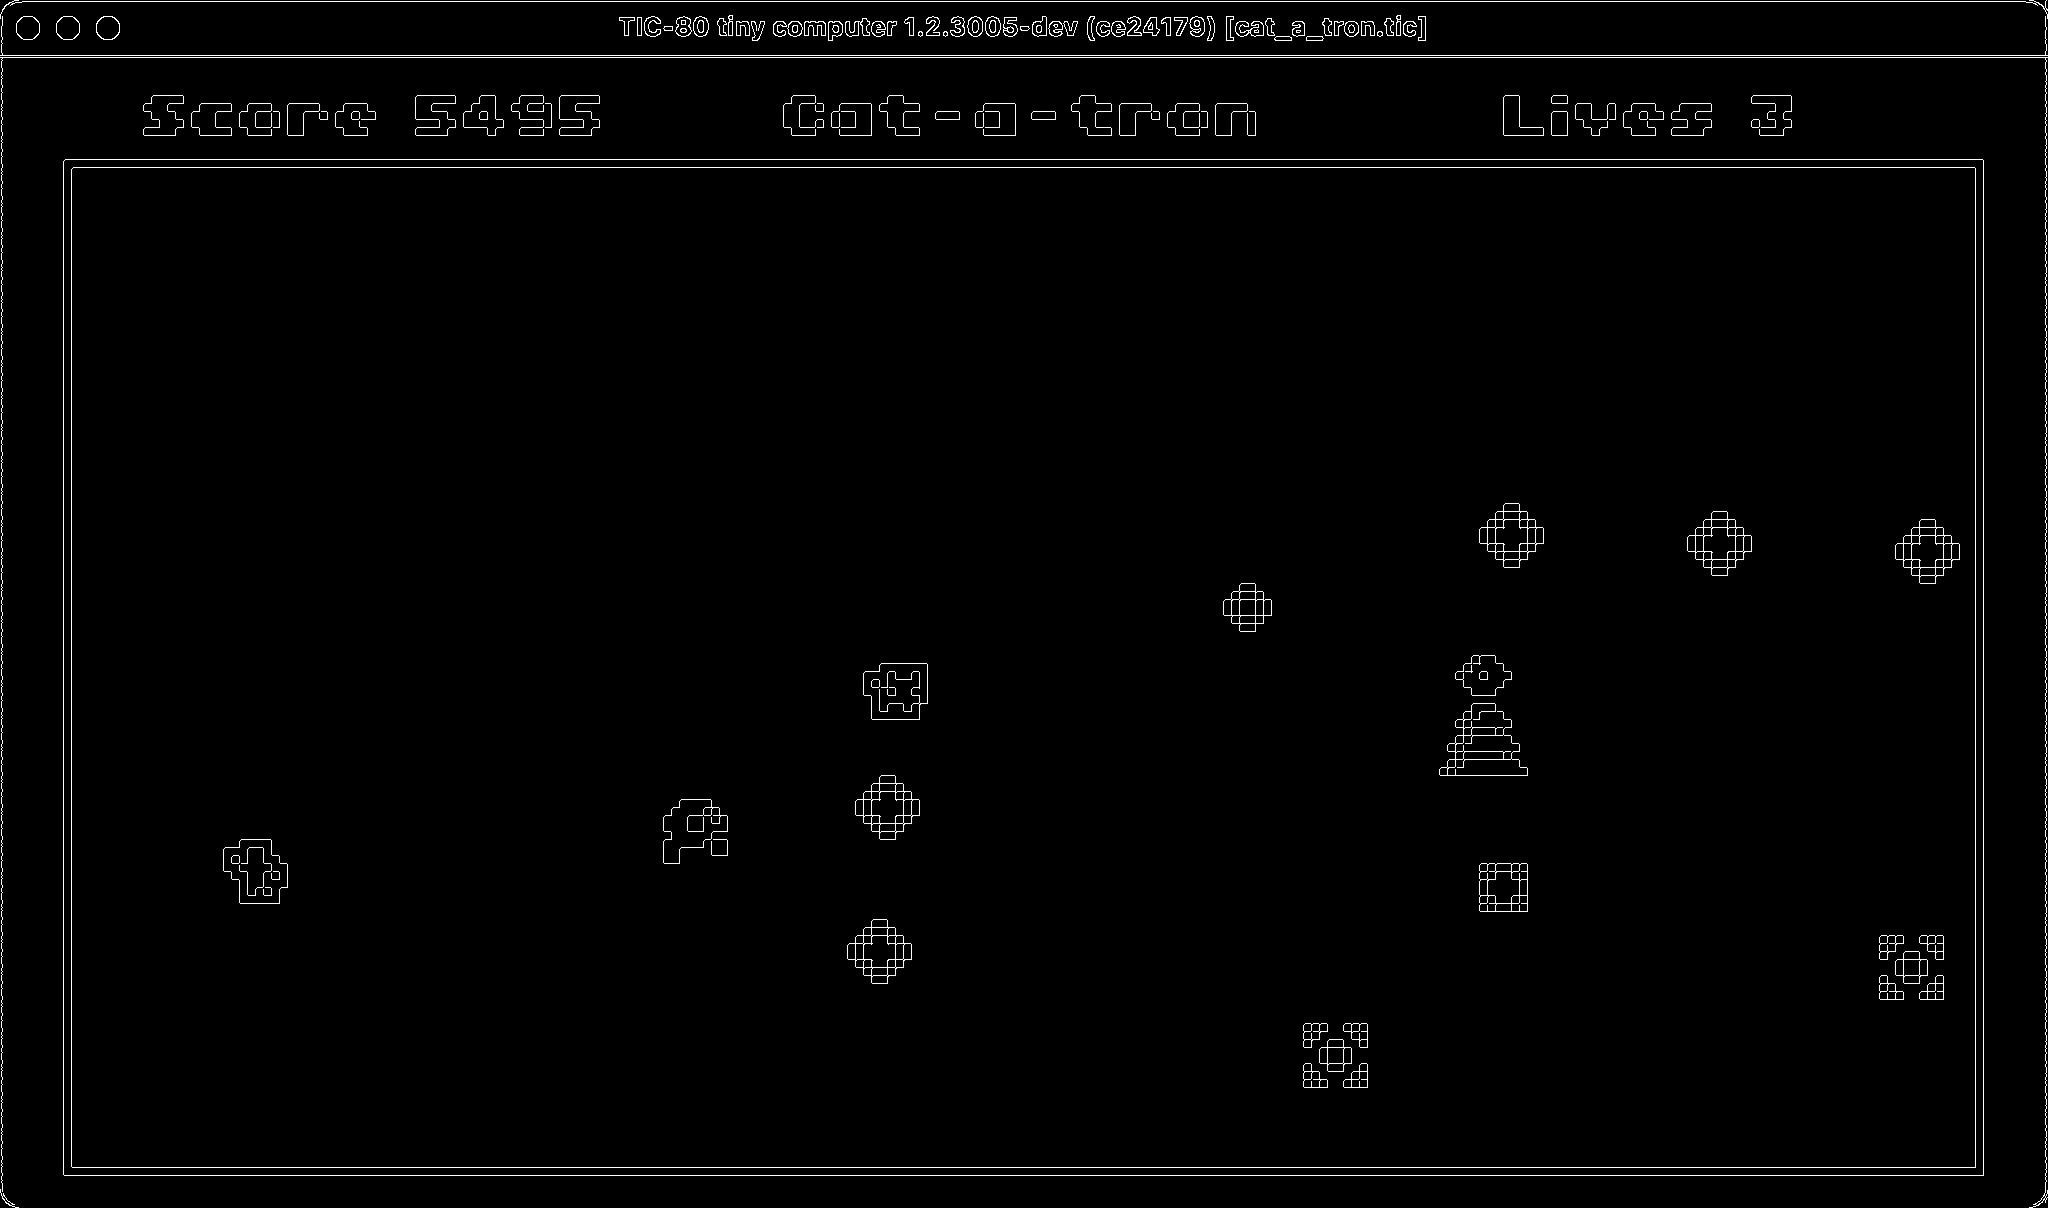 TIC-80 tiny computer 1.2.3005-dev (ce24179) [cat_a_tron.tic]
Score 5495 Cat-a-tron Lives 3